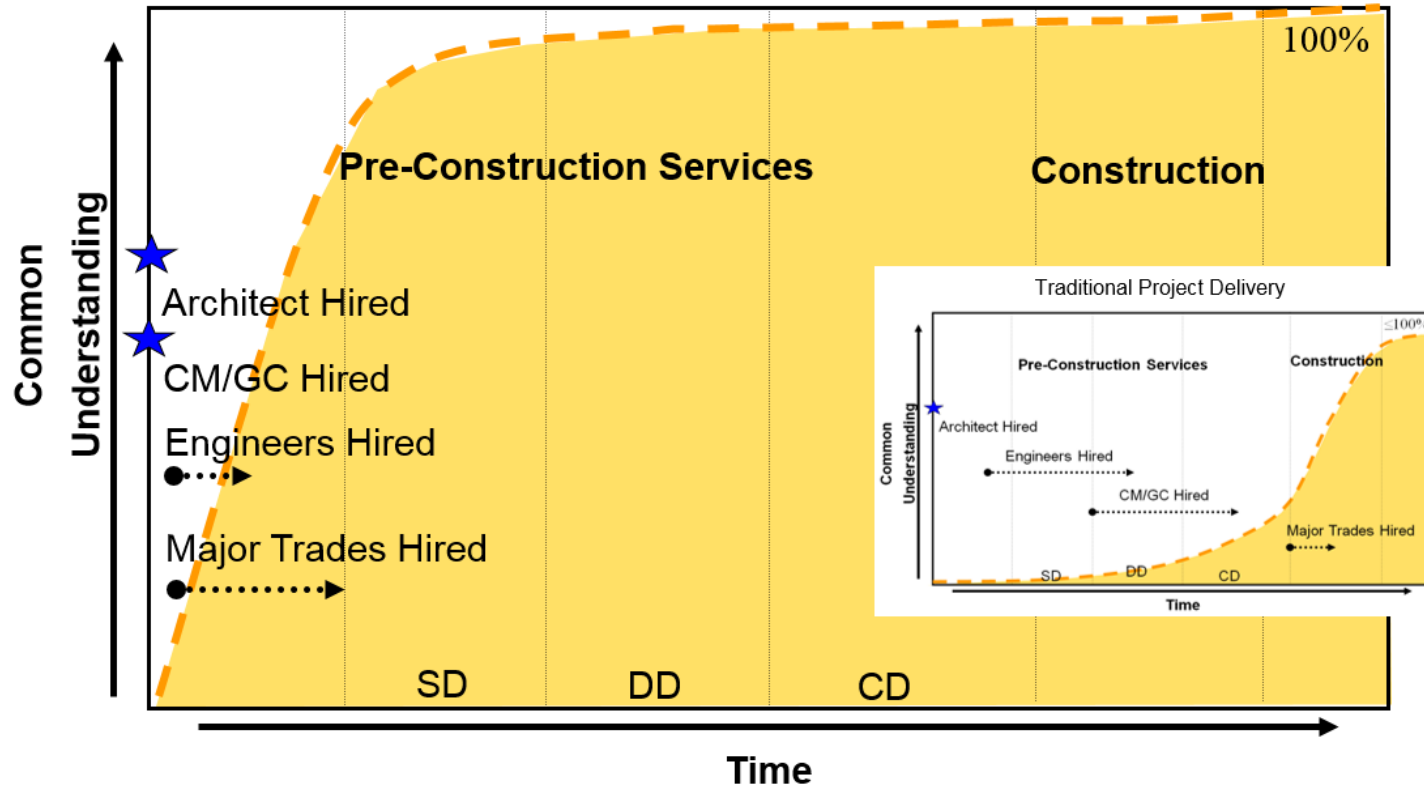 100%
Pre-Construction Services
Construction
Common
Understanding
Architect Hired
CM/GC Hired
Engineers Hired
Major Trades Hired
SD
DD
CD
Time
Traditional Project Delivery
≤100%
Pre-Construction Services
Construction
Common
Understanding
Architect Hired
Engineers Hired
CM/GC Hired
Major Trades Hired
SD
DD
CD
Time